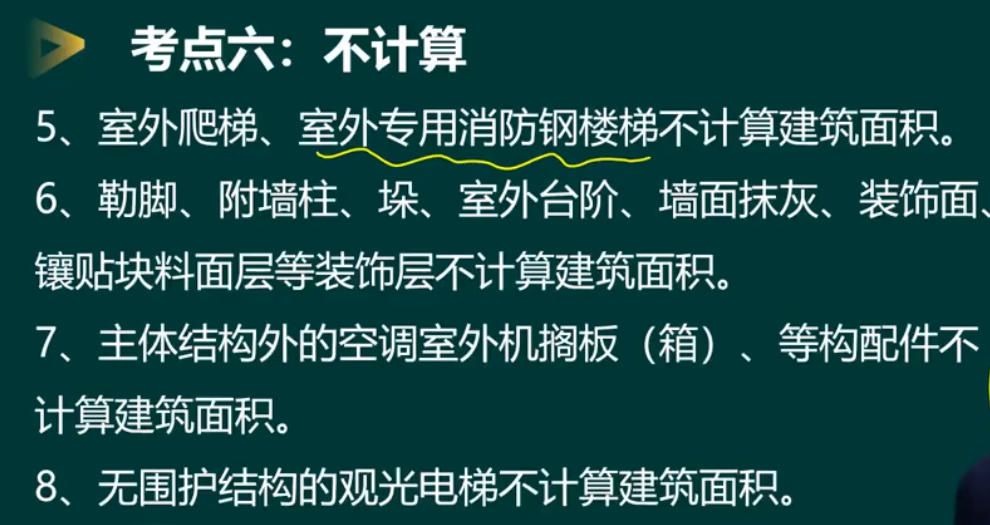 考点六：不计算
5、室外爬梯、室外专用消防钢楼梯不计算建筑面积。
6、勒脚、附墙柱、垛、室外台阶、墙面抹灰、装饰面、
镶贴块料面层等装饰层不计算建筑面积。
7、主体结构外的空调室外机搁板（箱）、等构配件不
计算建筑面积。
8、无围护结构的观光电梯不计算建筑面积。